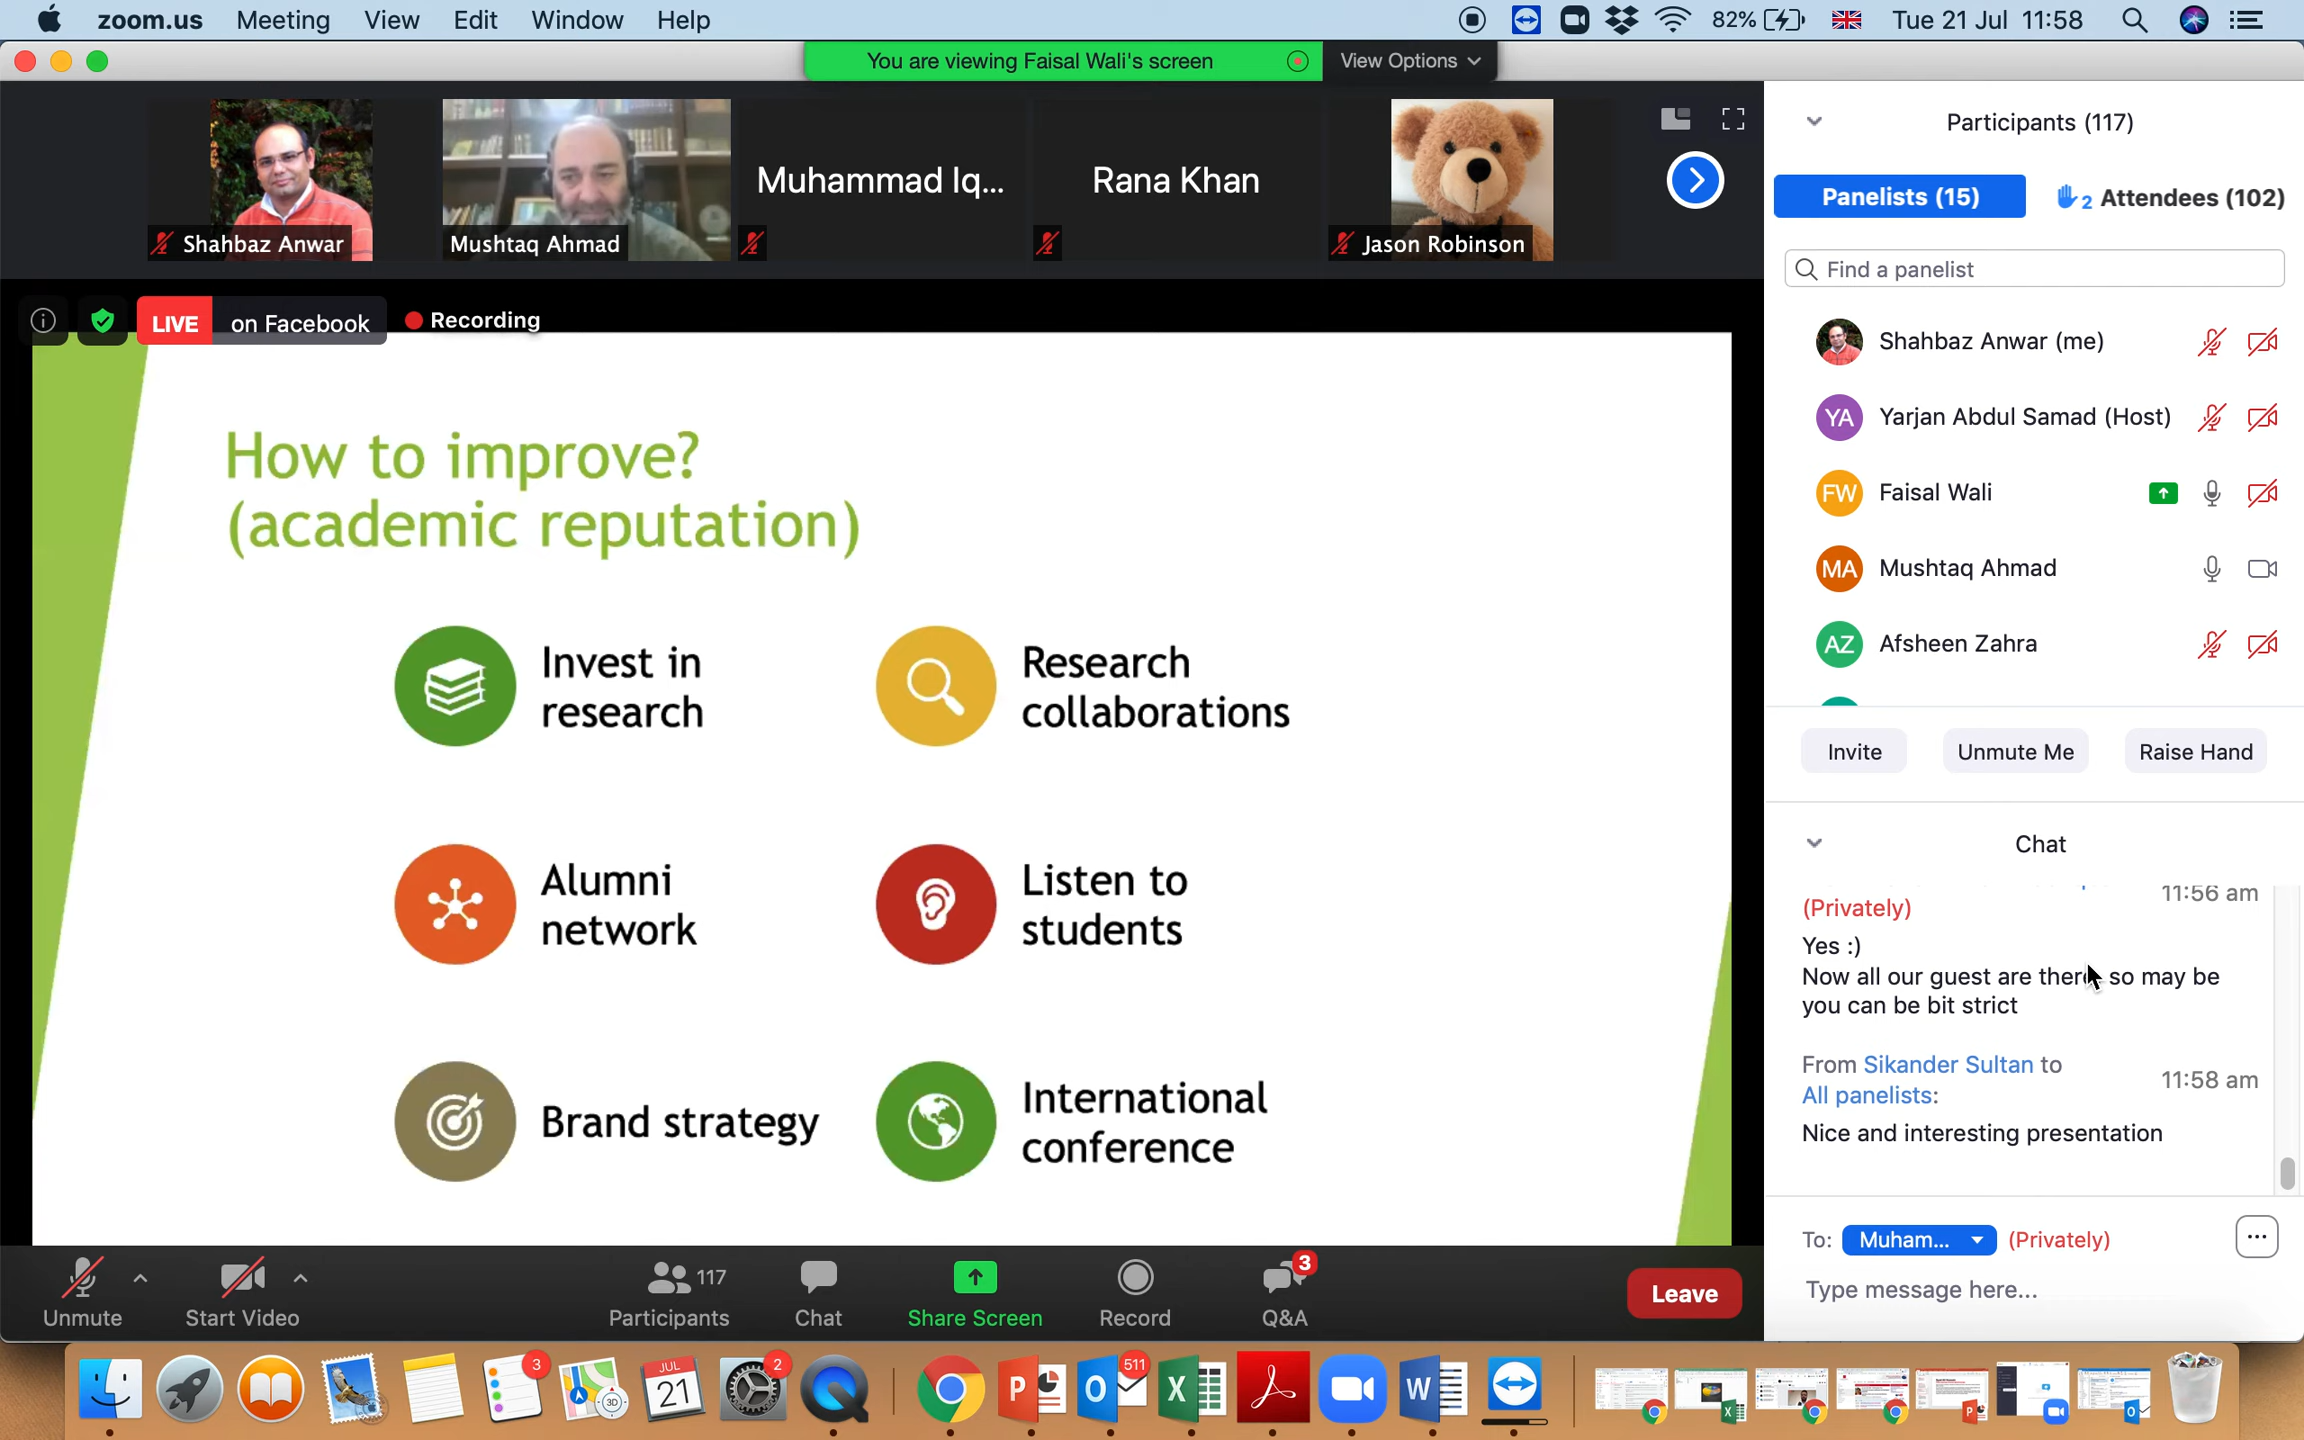 zoom.us Meeting View Edit Window Help
82% Tue 21 Jul 11:58
You are viewing Faisal Wali's screen View Options
Shahbaz Anwar
Mushtaq Ahmad
Muhammad Iq...
Rana Khan
Jason Robinson
LIVE on Facebook Recording
How to improve?
(academic reputation)
Invest in
research
Research
collaborations
Alumni
network
Listen to
students
Brand strategy
International
conference
Participants (117)
Panelists (15) 2 Attendees (102)
Find a panelist
Shahbaz Anwar (me)
YA Yarjan Abdul Samad (Host)
FW Faisal Wali
MA Mushtaq Ahmad
AZ Afsheen Zahra
Invite Unmute Me Raise Hand
Chat
11:56 am
(Privately)
Yes :)
Now all our guest are there so may be
you can be bit strict
From Sikander Sultan to
All panelists:
11:58 am
Nice and interesting presentation
To: Muham... (Privately)
Type message here...
Unmute
Start Video
117
Participants
Chat
Share Screen
Record
3
Q&A
Leave
3
3D
JUL
21
2
P
O
511
X
W